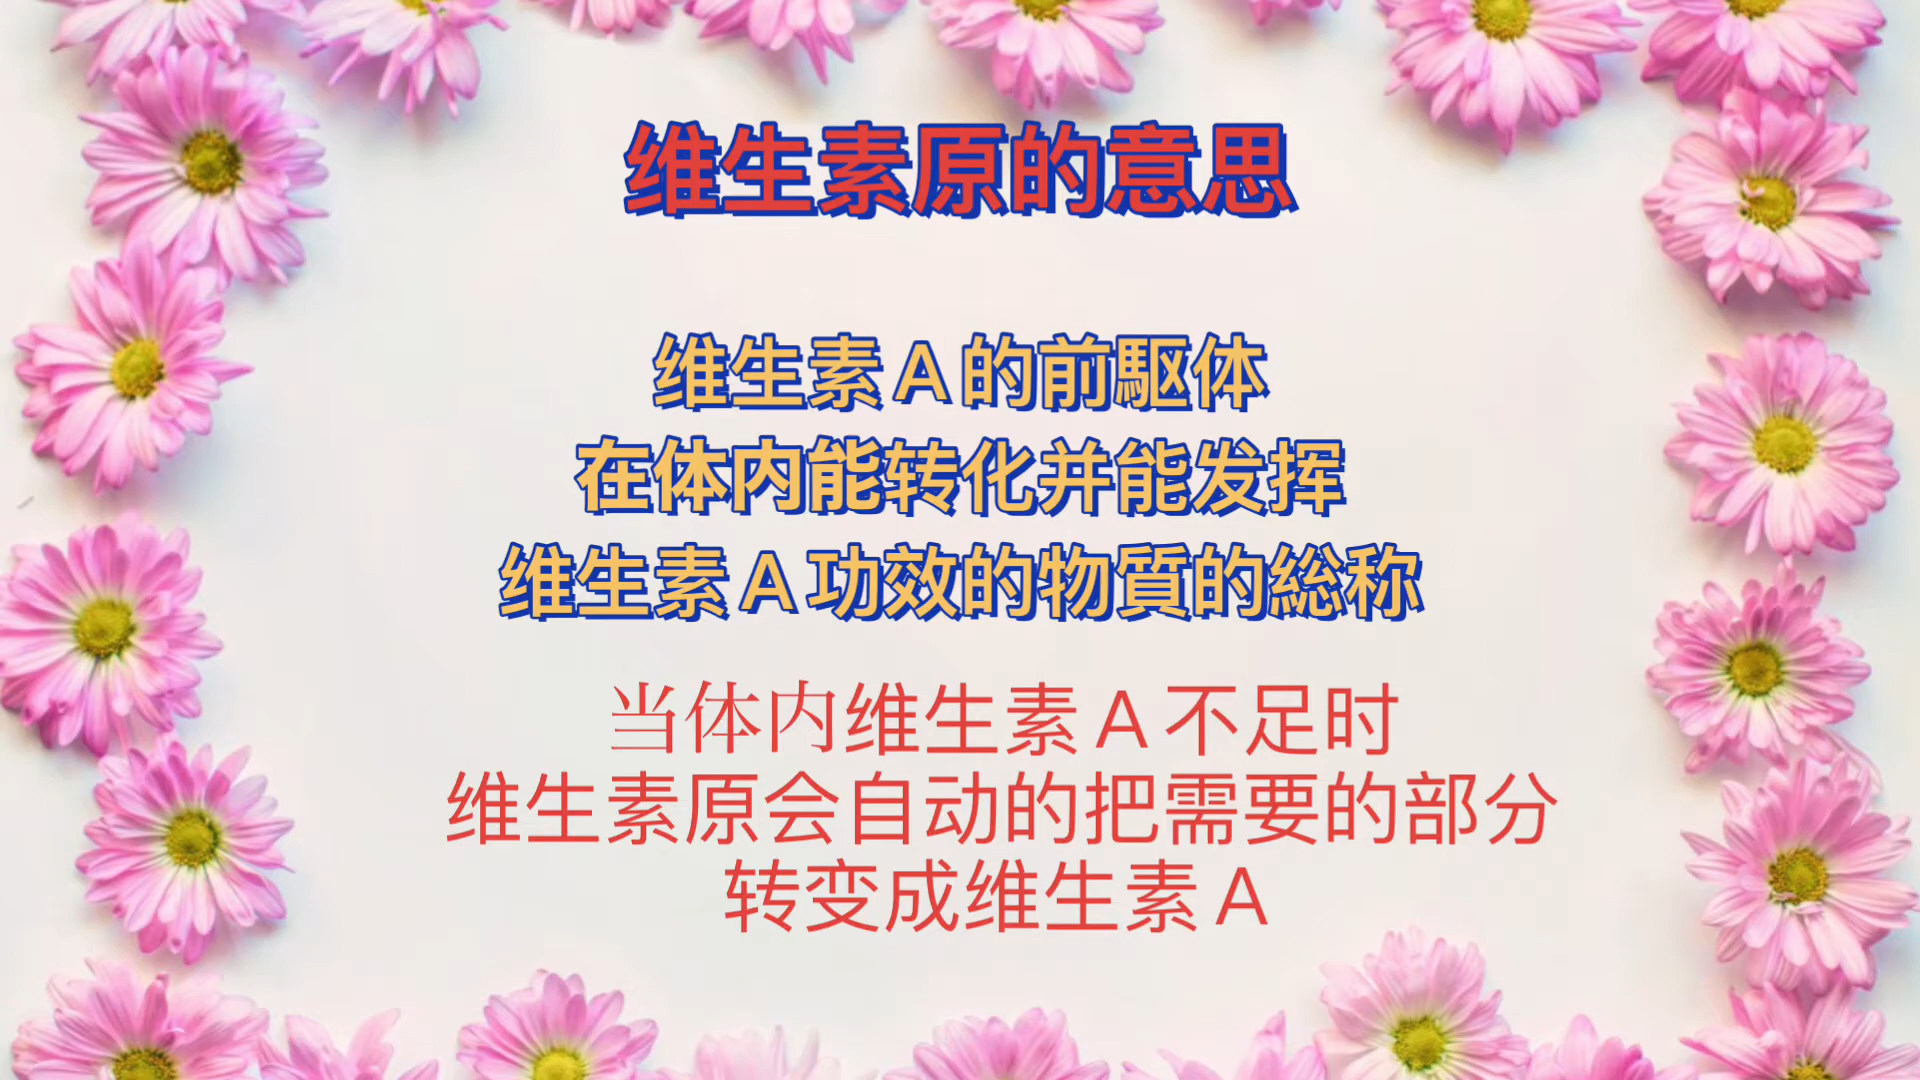 维生素原的意思
维生素A的前駆体
在体内能转化并能发挥
维生素A功效的物質的総称
当体内维生素A不足时
维生素原会自动的把需要的部分
转变成维生素A